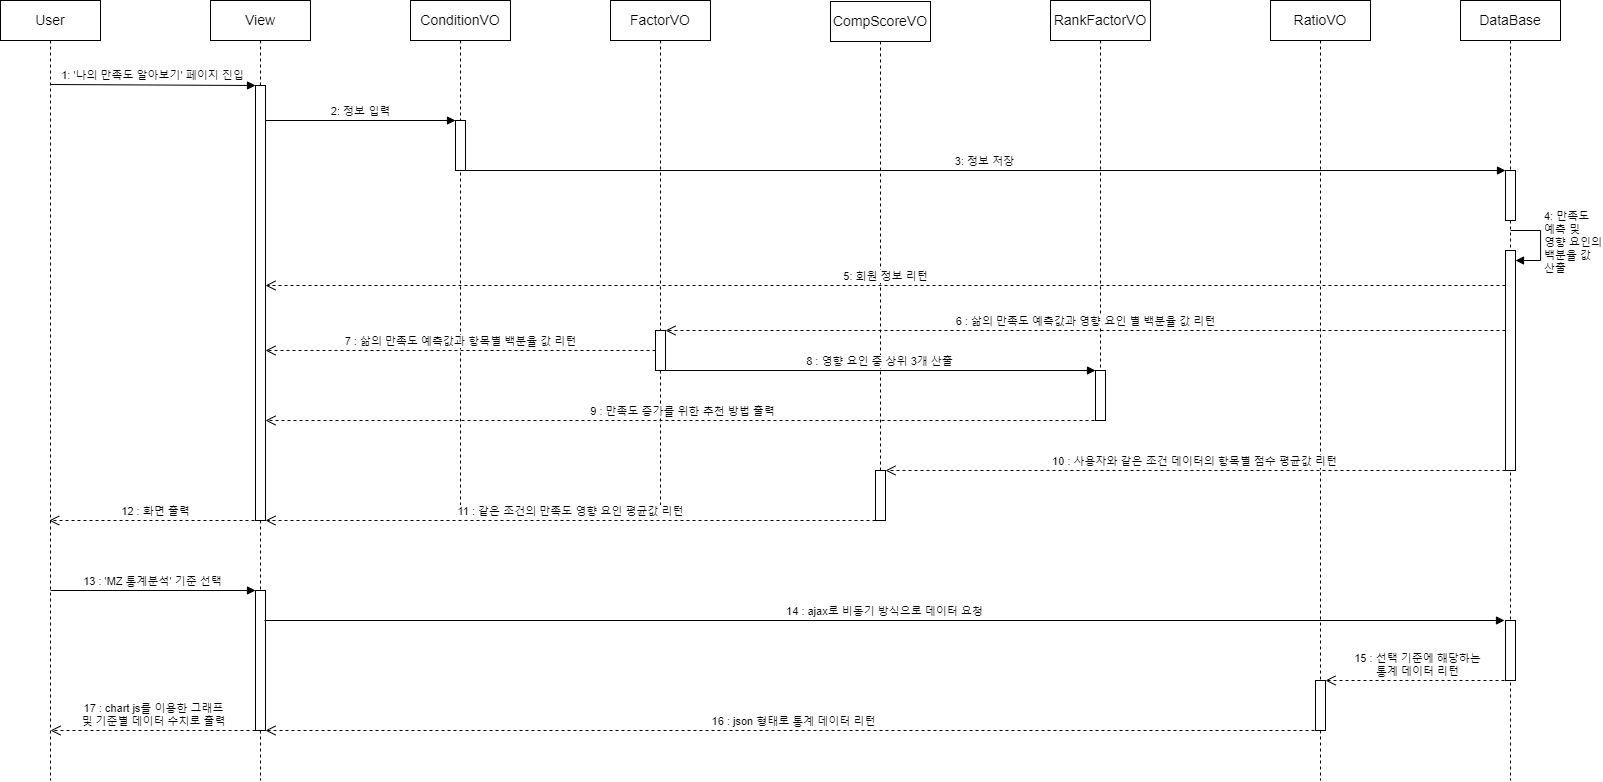 User
View
ConditionVO
FactorVO
CompScoreVO
RankFactorVO
RatioVO
DataBase
1: '나의 만족도 알아보기' 페이지 진입
2: 정보 입력
3: 정보 저장
4: 만족도
예측 및
영향 요인의
백분율 값
산출
5: 회원 정보 리턴
6 : 삶의 만족도 예측값과 영향 요인 별 백분율 값 리턴
7 : 삶의 만족도 예측값과 항목별 백분율 값 리턴
8 : 영향 요인 중 상위 3개 산출
9 : 만족도 증가를 위한 추천 방법 출력
10 : 사용자와 같은 조건 데이터의 항목별 점수 평균값 리턴
11 : 같은 조건의 만족도 영향 요인 평균값 리턴
12 : 화면 출력
13 : 'MZ 통계분석' 기준 선택
14 : ajax로 비동기 방식으로 데이터 요청
15 : 선택 기준에 해당하는
통계 데이터 리턴
16 : json 형태로 통계 데이터 리턴
17 : chart js를 이용한 그래프
및 기준별 데이터 수치로 출력